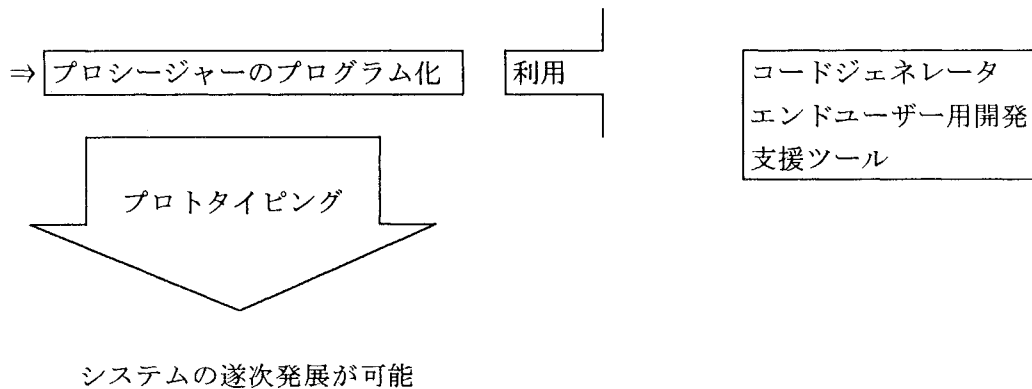 ⇒ プロシージャーのプログラム化
利用
コードジェネレータ
エンドユーザー用開発
支援ツール
プロトタイピング
システムの逐次発展が可能